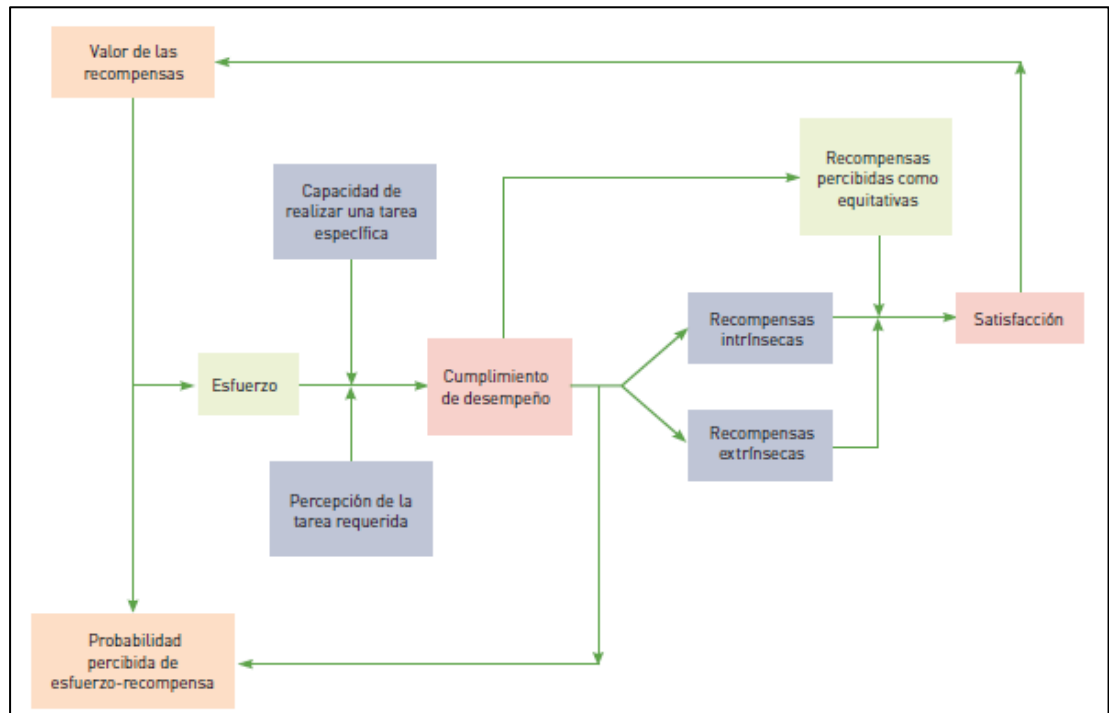 Valor de las
recompensas
Capacidad de
realizar una tarea
específica
Recompensas
percibidas como
equitativas
Esfuerzo
Cumplimiento
de desempeño
Recompensas
intrínsecas
Satisfacción
Recompensas
extrínsecas
Percepción de la
tarea requerida
Probabilidad
percibida de
esfuerzo-recompensa